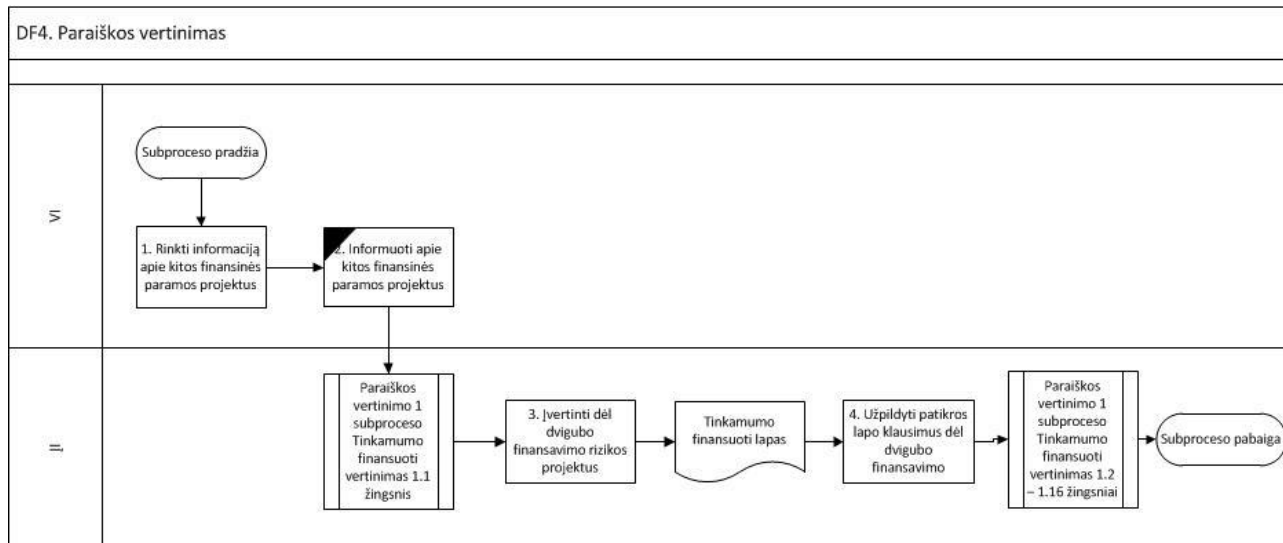 DF4. Paraiškos vertinimas
VI
Subproceso pradžia
1. Rinkti informaciją
apie kitos finansinės
paramos projektus
2. Informuoti apie
kitos finansinės
paramos projektus
ĮI
Paraiškos
vertinimo 1
subproceso
Tinkamumo
finansuoti
vertinimas 1.1
žingsnis
3. Įvertinti dėl
dvigubo
finansavimo rizikos
projektus
Tinkamumo
finansuoti lapas
4. Užpildyti patikros
lapo klausimus dėl
dvigubo
finansavimo
Paraiškos
vertinimo 1
subproceso
Tinkamumo
finansuoti
vertinimas 1.2
– 1.16 žingsniai
Subproceso pabaiga